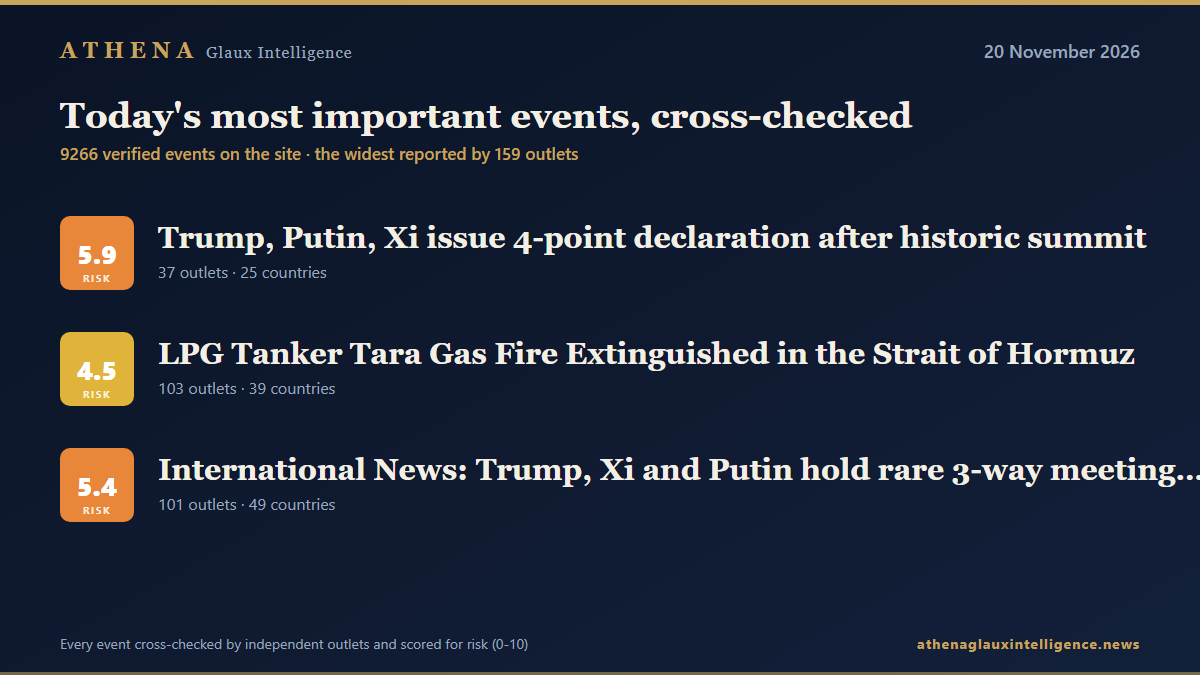 ATHENA Glaux Intelligence
20 November 2026
Today's most important events, cross-checked
9266 verified events on the site · the widest reported by 159 outlets
5.9
RISK
Trump, Putin, Xi issue 4-point declaration after historic summit
37 outlets · 25 countries
4.5
RISK
LPG Tanker Tara Gas Fire Extinguished in the Strait of Hormuz
103 outlets · 39 countries
5.4
RISK
International News: Trump, Xi and Putin hold rare 3-way meeting...
101 outlets · 49 countries
Every event cross-checked by independent outlets and scored for risk (0-10)
athenaglauxintelligence.news